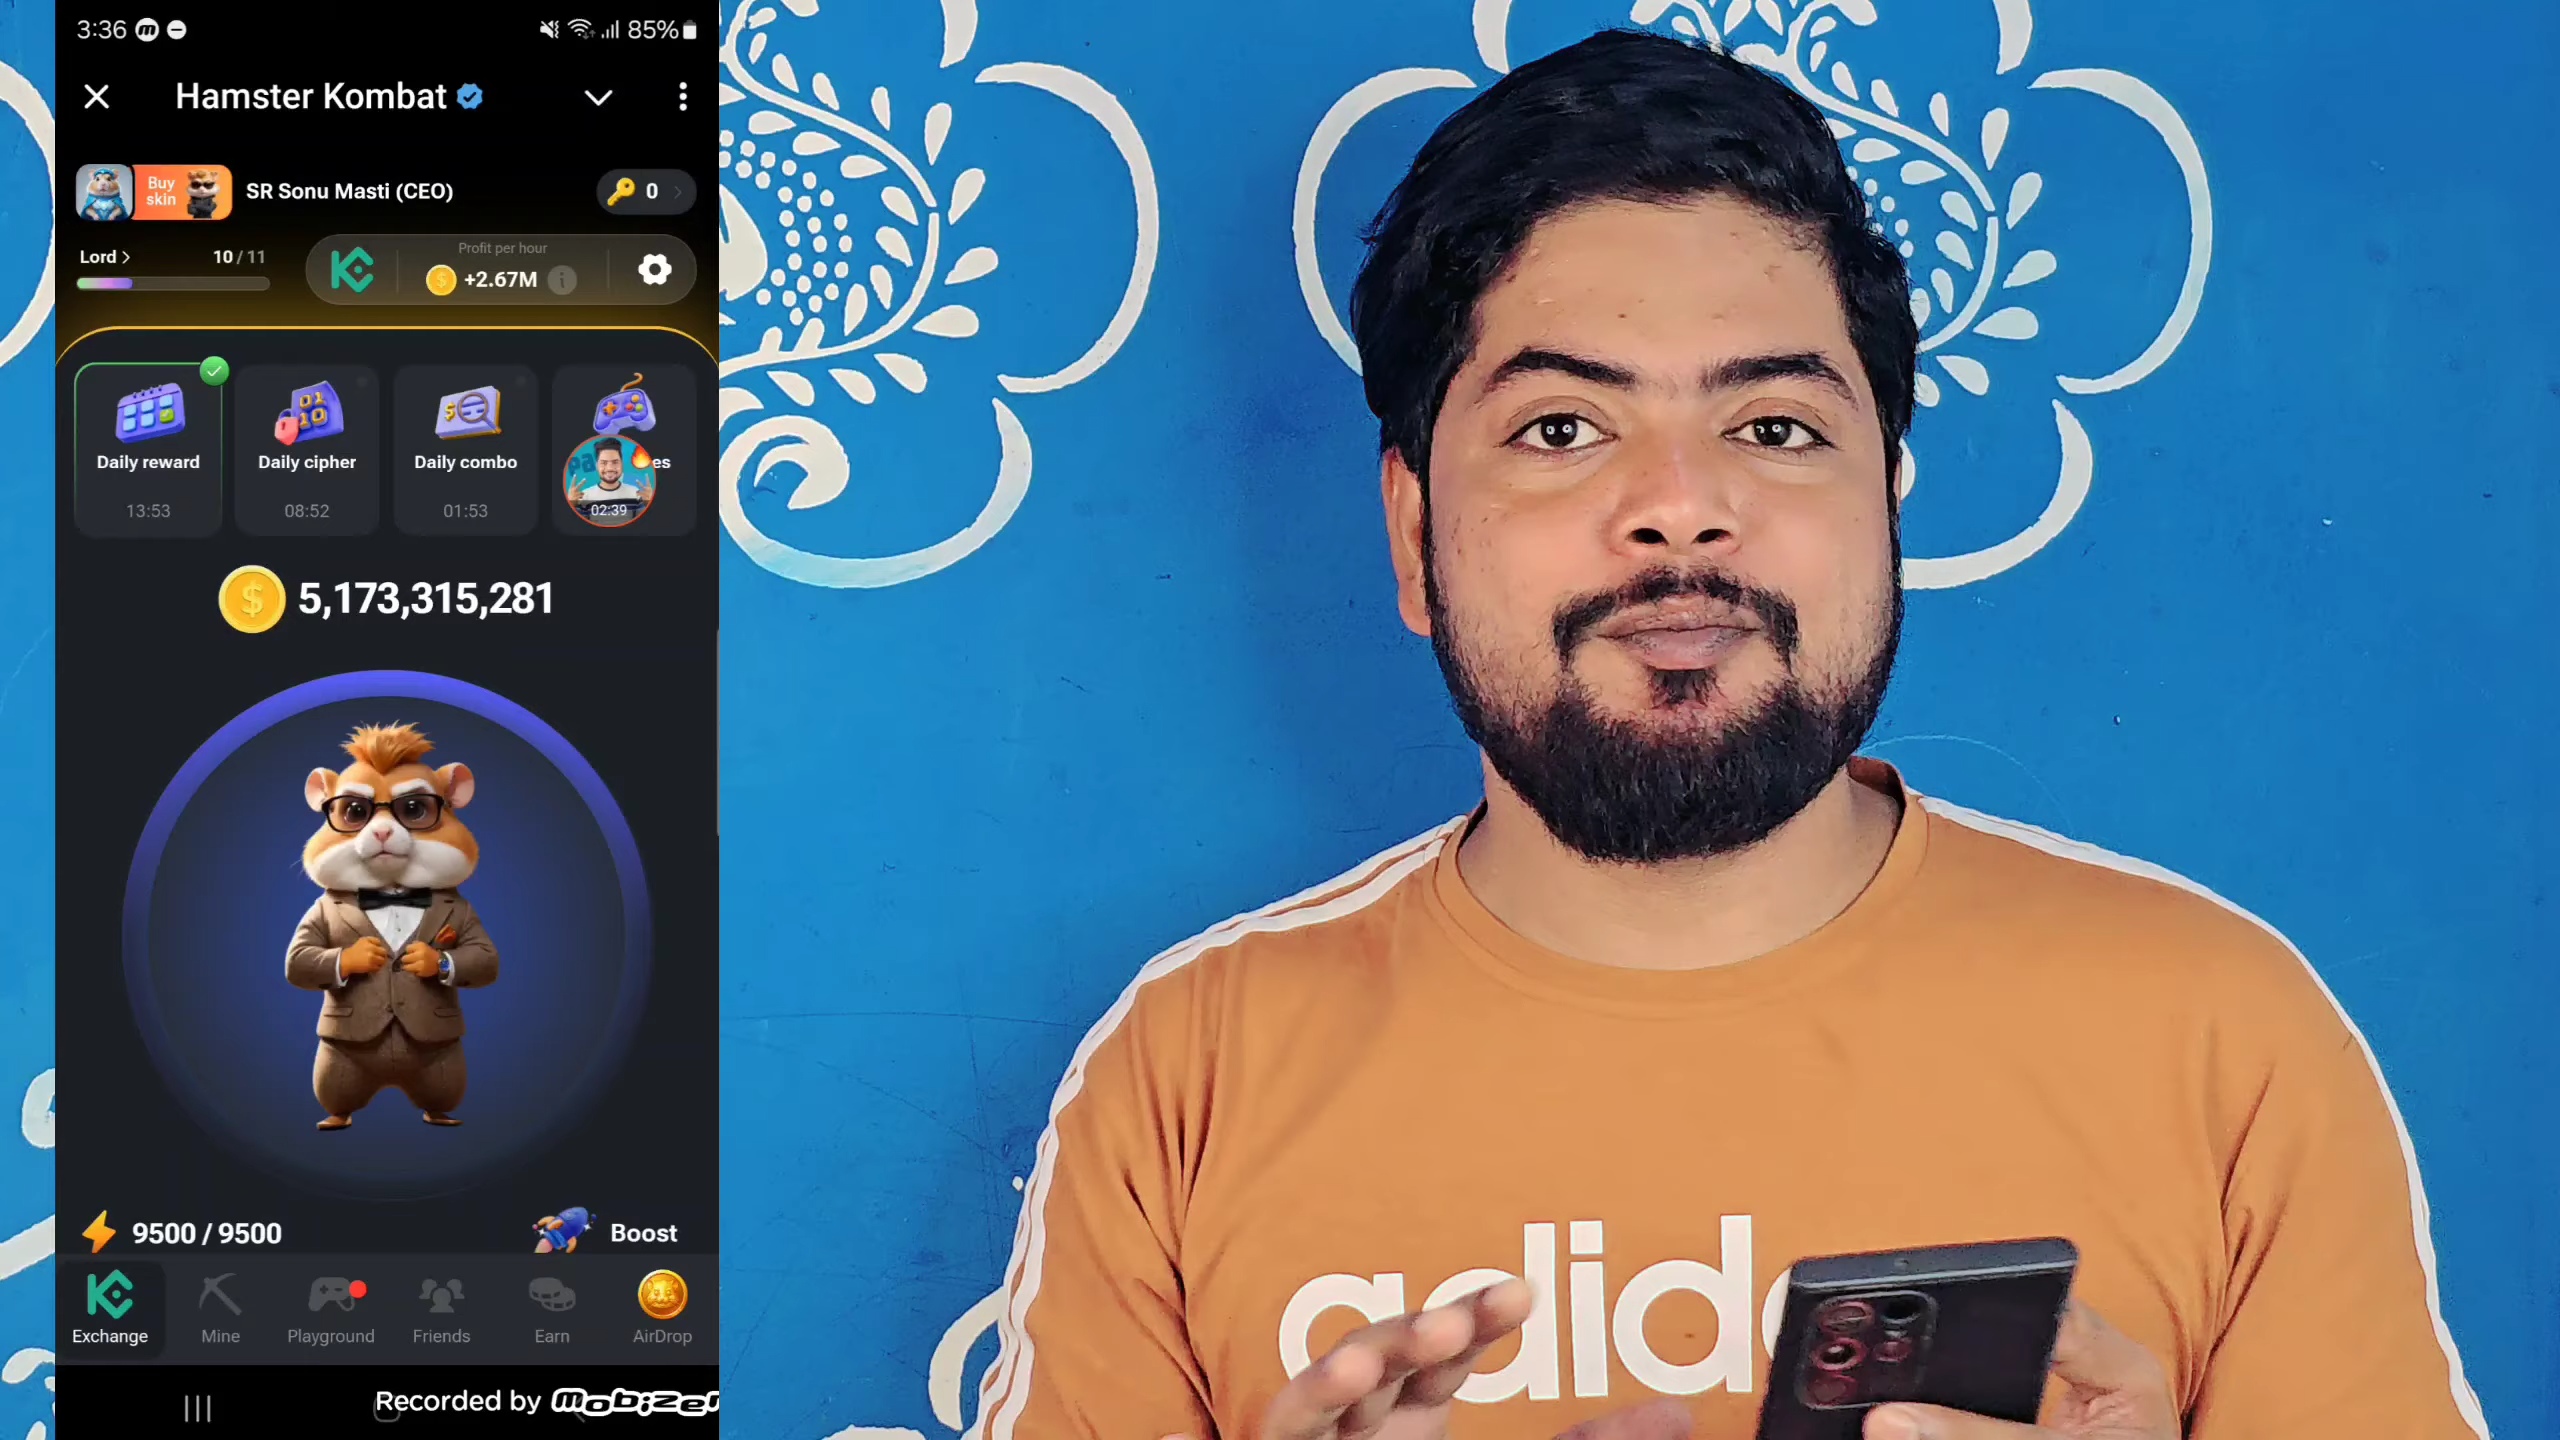 3:36
85%
Hamster Kombat
Buy
skin
SR Sonu Masti (CEO)
0
Lord >
10 / 11
Profit per hour
+2.67M
Daily reward
13:53
Daily cipher
08:52
Daily combo
01:53
es
02:39
5,173,315,281
9500 / 9500
Boost
Exchange
Mine
Playground
Friends
Earn
AirDrop
Recorded by
adid